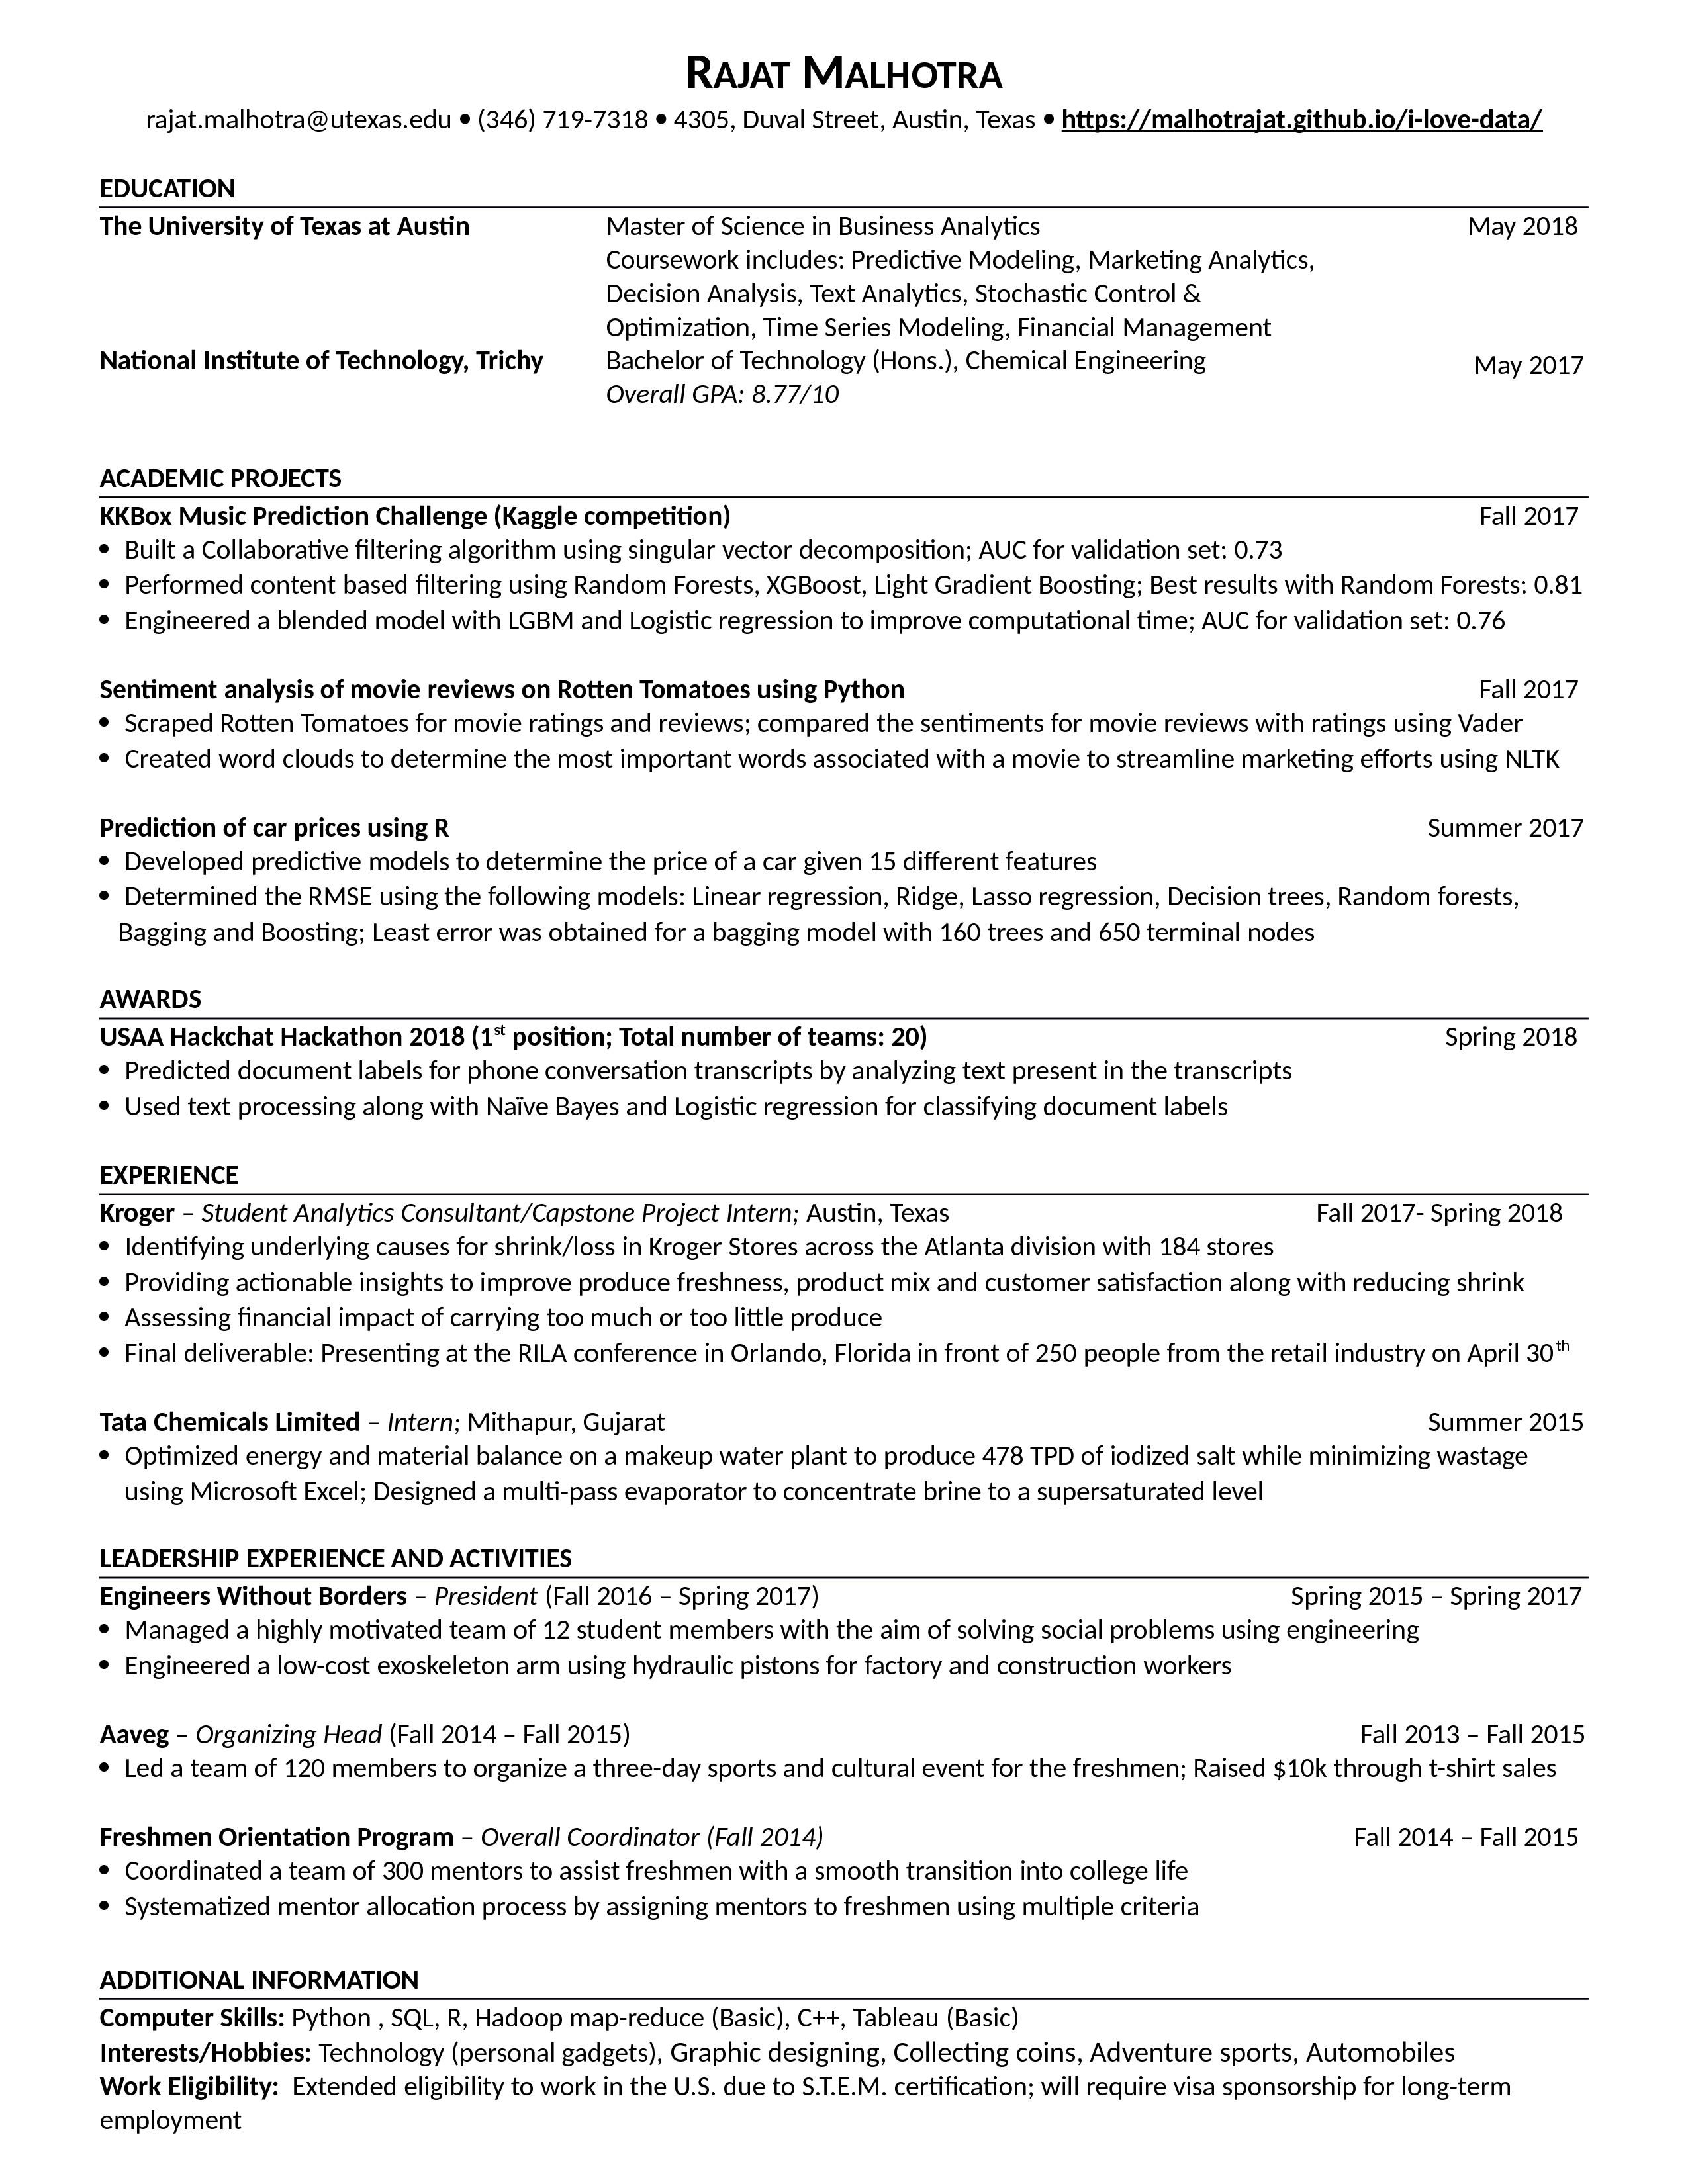 RAJAT MALHOTRA
rajat.malhotra@utexas.edu • (346) 719-7318 • 4305, Duval Street, Austin, Texas • https://malhotrajat.github.io/i-love-data/
EDUCATION
The University of Texas at Austin Master of Science in Business Analytics May 2018
Coursework includes: Predictive Modeling, Marketing Analytics,
Decision Analysis, Text Analytics, Stochastic Control &
Optimization, Time Series Modeling, Financial Management
National Institute of Technology, Trichy Bachelor of Technology (Hons.), Chemical Engineering May 2017
Overall GPA: 8.77/10
ACADEMIC PROJECTS
KKBox Music Prediction Challenge (Kaggle competition) Fall 2017
• Built a Collaborative filtering algorithm using singular vector decomposition; AUC for validation set: 0.73
• Performed content based filtering using Random Forests, XGBoost, Light Gradient Boosting; Best results with Random Forests: 0.81
• Engineered a blended model with LGBM and Logistic regression to improve computational time; AUC for validation set: 0.76
Sentiment analysis of movie reviews on Rotten Tomatoes using Python Fall 2017
• Scraped Rotten Tomatoes for movie ratings and reviews; compared the sentiments for movie reviews with ratings using Vader
• Created word clouds to determine the most important words associated with a movie to streamline marketing efforts using NLTK
Prediction of car prices using R Summer 2017
• Developed predictive models to determine the price of a car given 15 different features
• Determined the RMSE using the following models: Linear regression, Ridge, Lasso regression, Decision trees, Random forests,
Bagging and Boosting; Least error was obtained for a bagging model with 160 trees and 650 terminal nodes
AWARDS
USAA Hackchat Hackathon 2018 (1st position; Total number of teams: 20) Spring 2018
• Predicted document labels for phone conversation transcripts by analyzing text present in the transcripts
• Used text processing along with Naïve Bayes and Logistic regression for classifying document labels
EXPERIENCE
Kroger – Student Analytics Consultant/Capstone Project Intern; Austin, Texas Fall 2017- Spring 2018
• Identifying underlying causes for shrink/loss in Kroger Stores across the Atlanta division with 184 stores
• Providing actionable insights to improve produce freshness, product mix and customer satisfaction along with reducing shrink
• Assessing financial impact of carrying too much or too little produce
• Final deliverable: Presenting at the RILA conference in Orlando, Florida in front of 250 people from the retail industry on April 30th
Tata Chemicals Limited – Intern; Mithapur, Gujarat Summer 2015
• Optimized energy and material balance on a makeup water plant to produce 478 TPD of iodized salt while minimizing wastage
using Microsoft Excel; Designed a multi-pass evaporator to concentrate brine to a supersaturated level
LEADERSHIP EXPERIENCE AND ACTIVITIES
Engineers Without Borders – President (Fall 2016 – Spring 2017) Spring 2015 – Spring 2017
• Managed a highly motivated team of 12 student members with the aim of solving social problems using engineering
• Engineered a low-cost exoskeleton arm using hydraulic pistons for factory and construction workers
Aaveg – Organizing Head (Fall 2014 – Fall 2015) Fall 2013 – Fall 2015
• Led a team of 120 members to organize a three-day sports and cultural event for the freshmen; Raised $10k through t-shirt sales
Freshmen Orientation Program – Overall Coordinator (Fall 2014) Fall 2014 – Fall 2015
• Coordinated a team of 300 mentors to assist freshmen with a smooth transition into college life
• Systematized mentor allocation process by assigning mentors to freshmen using multiple criteria
ADDITIONAL INFORMATION
Computer Skills: Python , SQL, R, Hadoop map-reduce (Basic), C++, Tableau (Basic)
Interests/Hobbies: Technology (personal gadgets), Graphic designing, Collecting coins, Adventure sports, Automobiles
Work Eligibility: Extended eligibility to work in the U.S. due to S.T.E.M. certification; will require visa sponsorship for long-term
employment